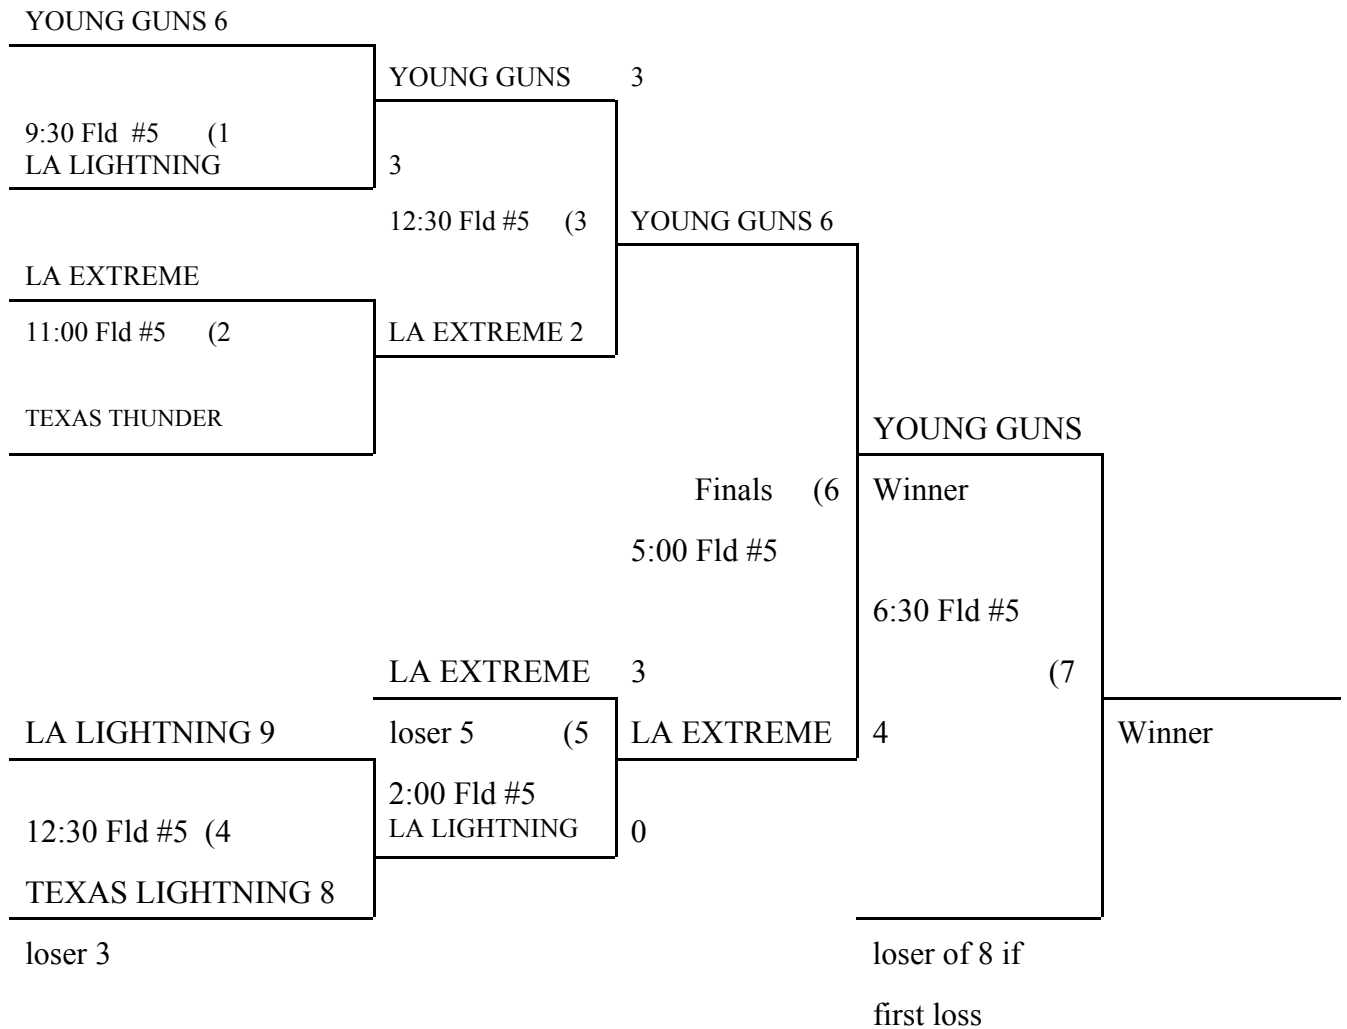 YOUNG GUNS 6
YOUNG GUNS 3
9:30 Fld #5 (1
LA LIGHTNING 3
12:30 Fld #5 (3
YOUNG GUNS 6
LA EXTREME
11:00 Fld #5 (2
LA EXTREME 2
TEXAS THUNDER
YOUNG GUNS
Finals (6
Winner
5:00 Fld #5
6:30 Fld #5
LA EXTREME 3
(7
LA LIGHTNING 9
loser 5 (5
LA EXTREME 4
Winner
2:00 Fld #5
12:30 Fld #5 (4
LA LIGHTNING 0
TEXAS LIGHTNING 8
loser 3
loser of 8 if
first loss